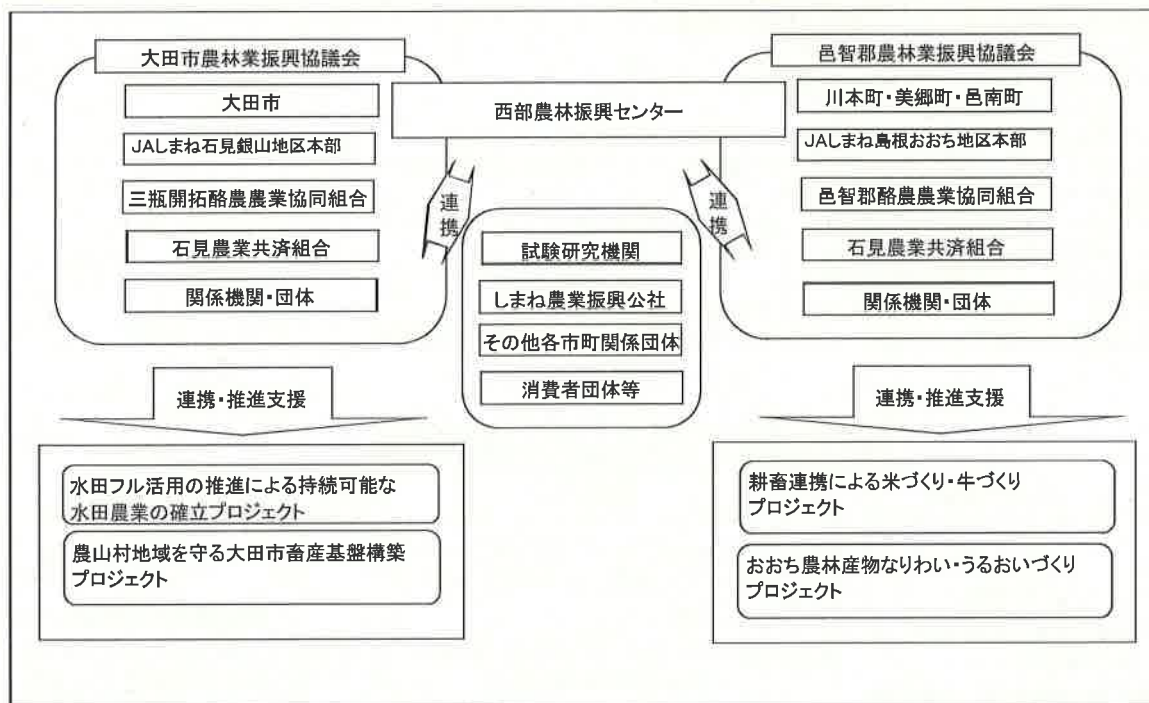 大田市農林業振興協議会
大田市
JAしまね石見銀山地区本部
三瓶開拓酪農農業協同組合
石見農業共済組合
関係機関・団体
西部農林振興センター
邑智郡農林業振興協議会
川本町・美郷町・邑南町
JAしまね島根おおち地区本部
邑智郡酪農農業協同組合
石見農業共済組合
関係機関・団体
連携
連携
試験研究機関
しまね農業振興公社
その他各市町関係団体
消費者団体等
連携・推進支援
水田フル活用の推進による持続可能な
水田農業の確立プロジェクト
農山村地域を守る大田市畜産基盤構築
プロジェクト
連携・推進支援
耕畜連携による米づくり・牛づくり
プロジェクト
おおち農林産物なりわい・うるおいづくり
プロジェクト